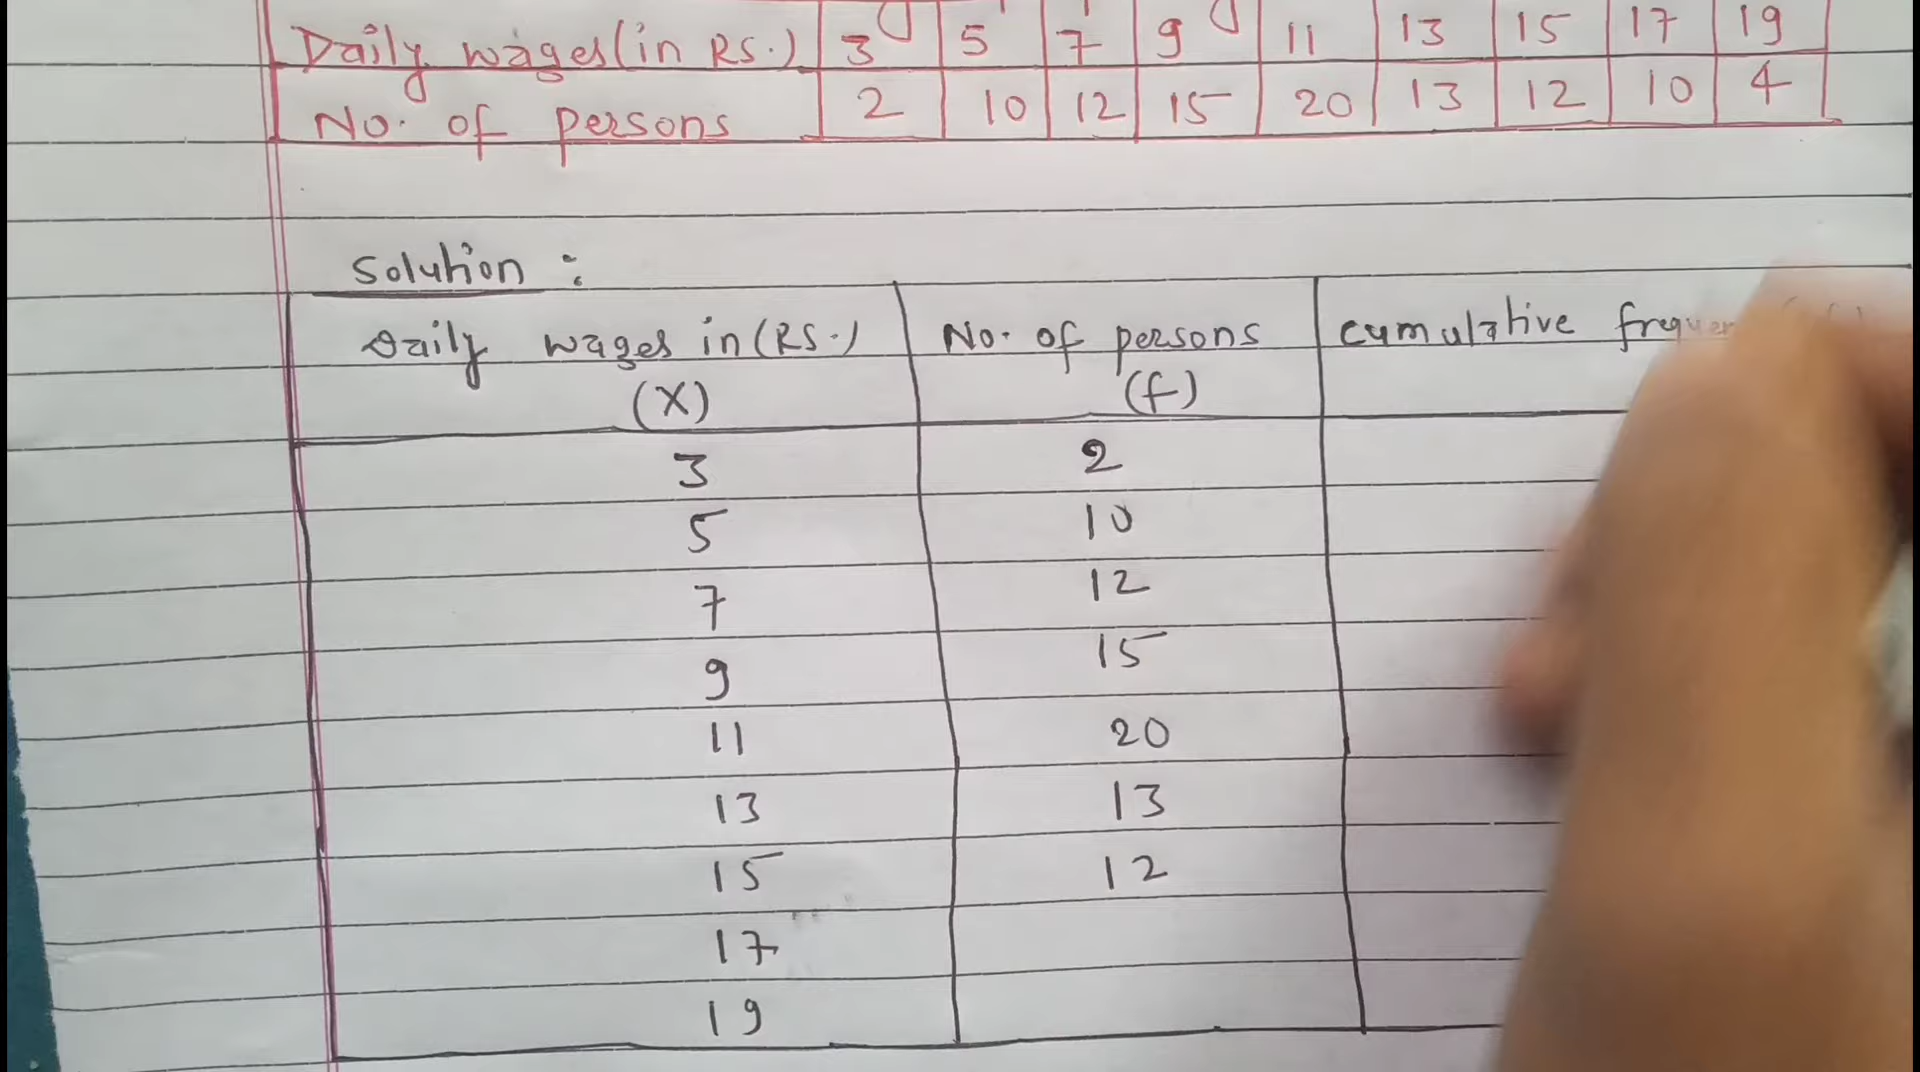 Daily wages (in RS.) 3 5 7 9 11 13 15 17 19
No. of persons 2 10 12 15 20 13 12 10 4
Solution :
Daily wages in (RS.) No. of persons cumulative
(X) (f)
3 2
5 10
7 12
9 15
11 20
13 13
15 12
17
19